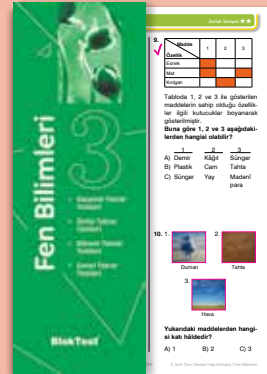 Fen Bilimleri
3
BlokTest
Zorluk Seviyesi ★★
9.
Madde
Özellik
1 2 3
Esnek
Mat
Kırılgan
Tabloda 1, 2 ve 3 ile gösterilen
maddelerin sahip olduğu özellik-
ler ilgili kutucuklar boyanarak
gösterilmiştir.
Buna göre 1, 2 ve 3 aşağıdaki-
lerden hangisi olabilir?
1 2 3
A) Demir Kâğıt Sünger
B) Plastik Cam Tahta
C) Sünger Yay Madenî
para
10. 1. 2.
Duman Tahta
3.
Hava
Yukarıdaki maddelerden hangi-
si katı hâldedir?
A) 1 B) 2 C) 3